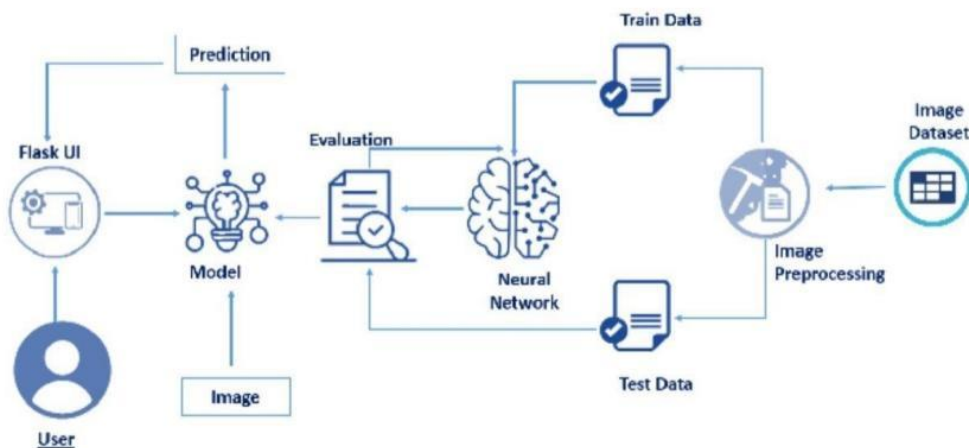 Train Data
Prediction
Image
Dataset
Evaluation
Flask UI
Model
Neural
Network
Image
Preprocessing
Image
Test Data
User